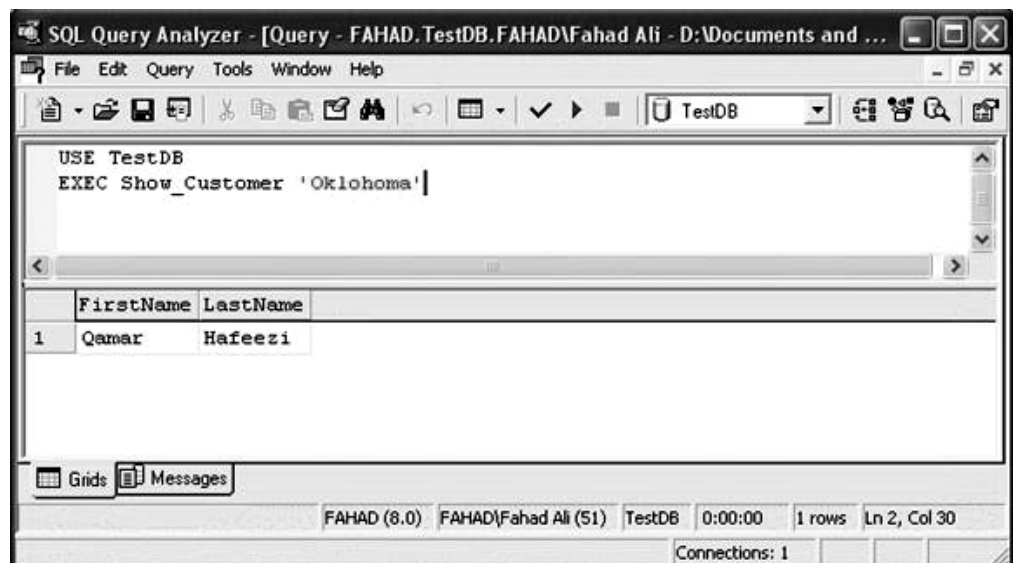 SQL Query Analyzer - [Query - FAHAD.TestDB.FAHAD\Fahad Ali - D:\Documents and ...
File Edit Query Tools Window Help
TestDB
USE TestDB
EXEC Show_Customer 'Oklohoma'
FirstName LastName
1 Qamar Hafeezi
Grids Messages
FAHAD (8.0) FAHAD\Fahad Ali (51) TestDB 0:00:00 1 rows Ln 2, Col 30
Connections: 1